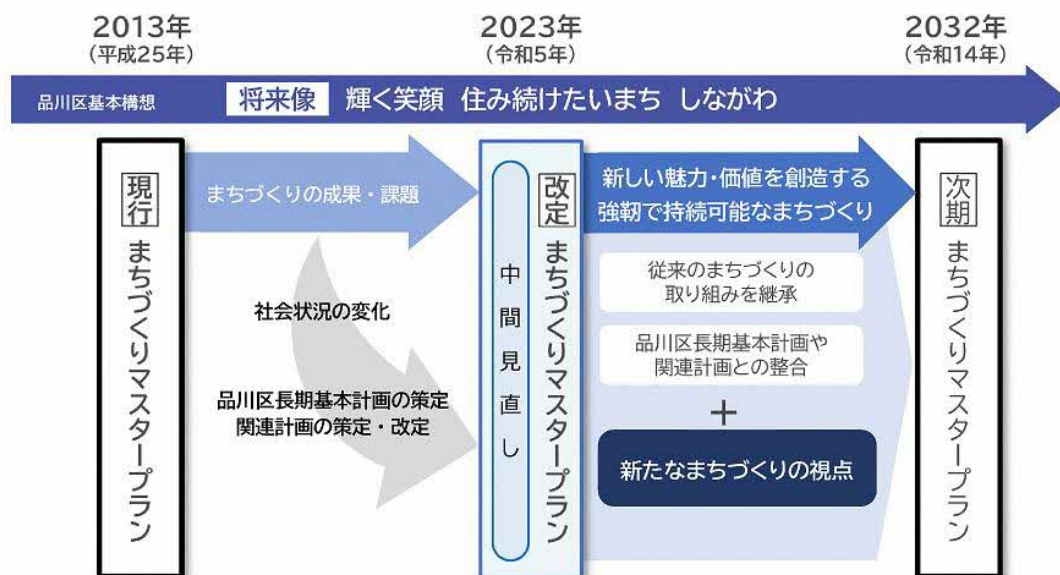 2013年
(平成25年)
2023年
(令和5年)
2032年
(令和14年)
品川区基本構想
将来像
輝く笑顔 住み続けたいまち しながわ
現行
まちづくりマスタープラン
まちづくりの成果・課題
社会状況の変化
品川区長期基本計画の策定
関連計画の策定・改定
中間見直し
改定
まちづくりマスタープラン
新しい魅力・価値を創造する
強靭で持続可能なまちづくり
従来のまちづくりの
取り組みを継承
品川区長期基本計画や
関連計画との整合
+
新たなまちづくりの視点
次期
まちづくりマスタープラン